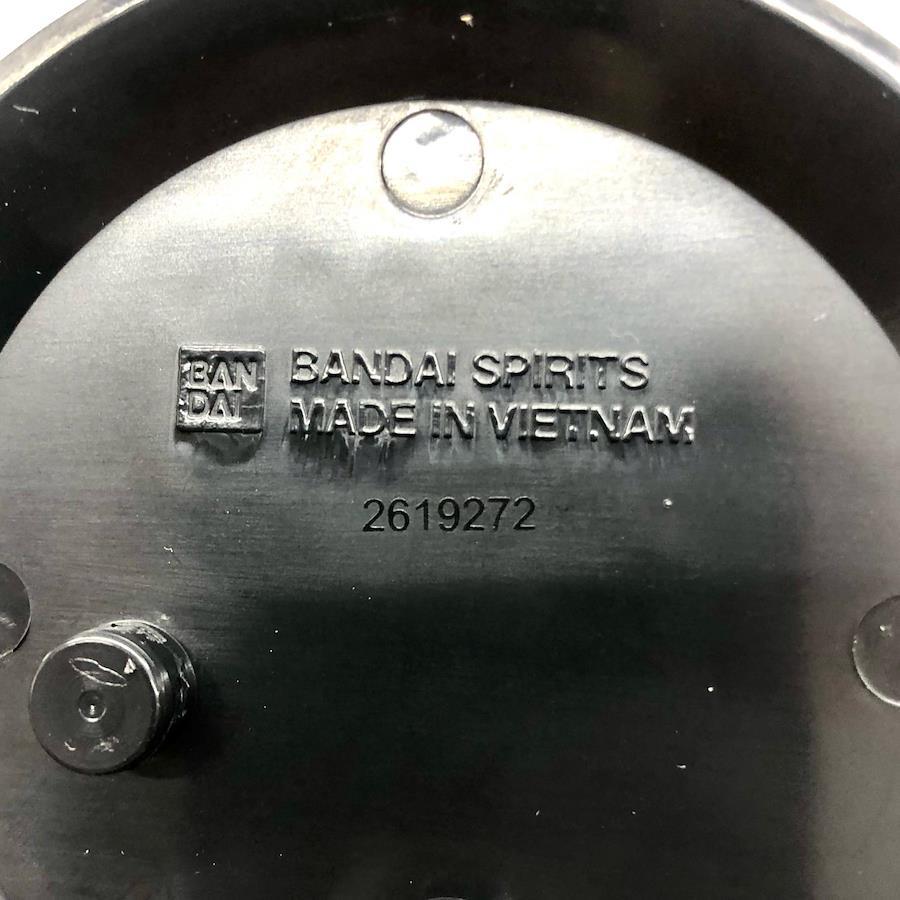 BAN
DAI
BANDAI SPIRITS
MADE IN VIETNAM
2619272